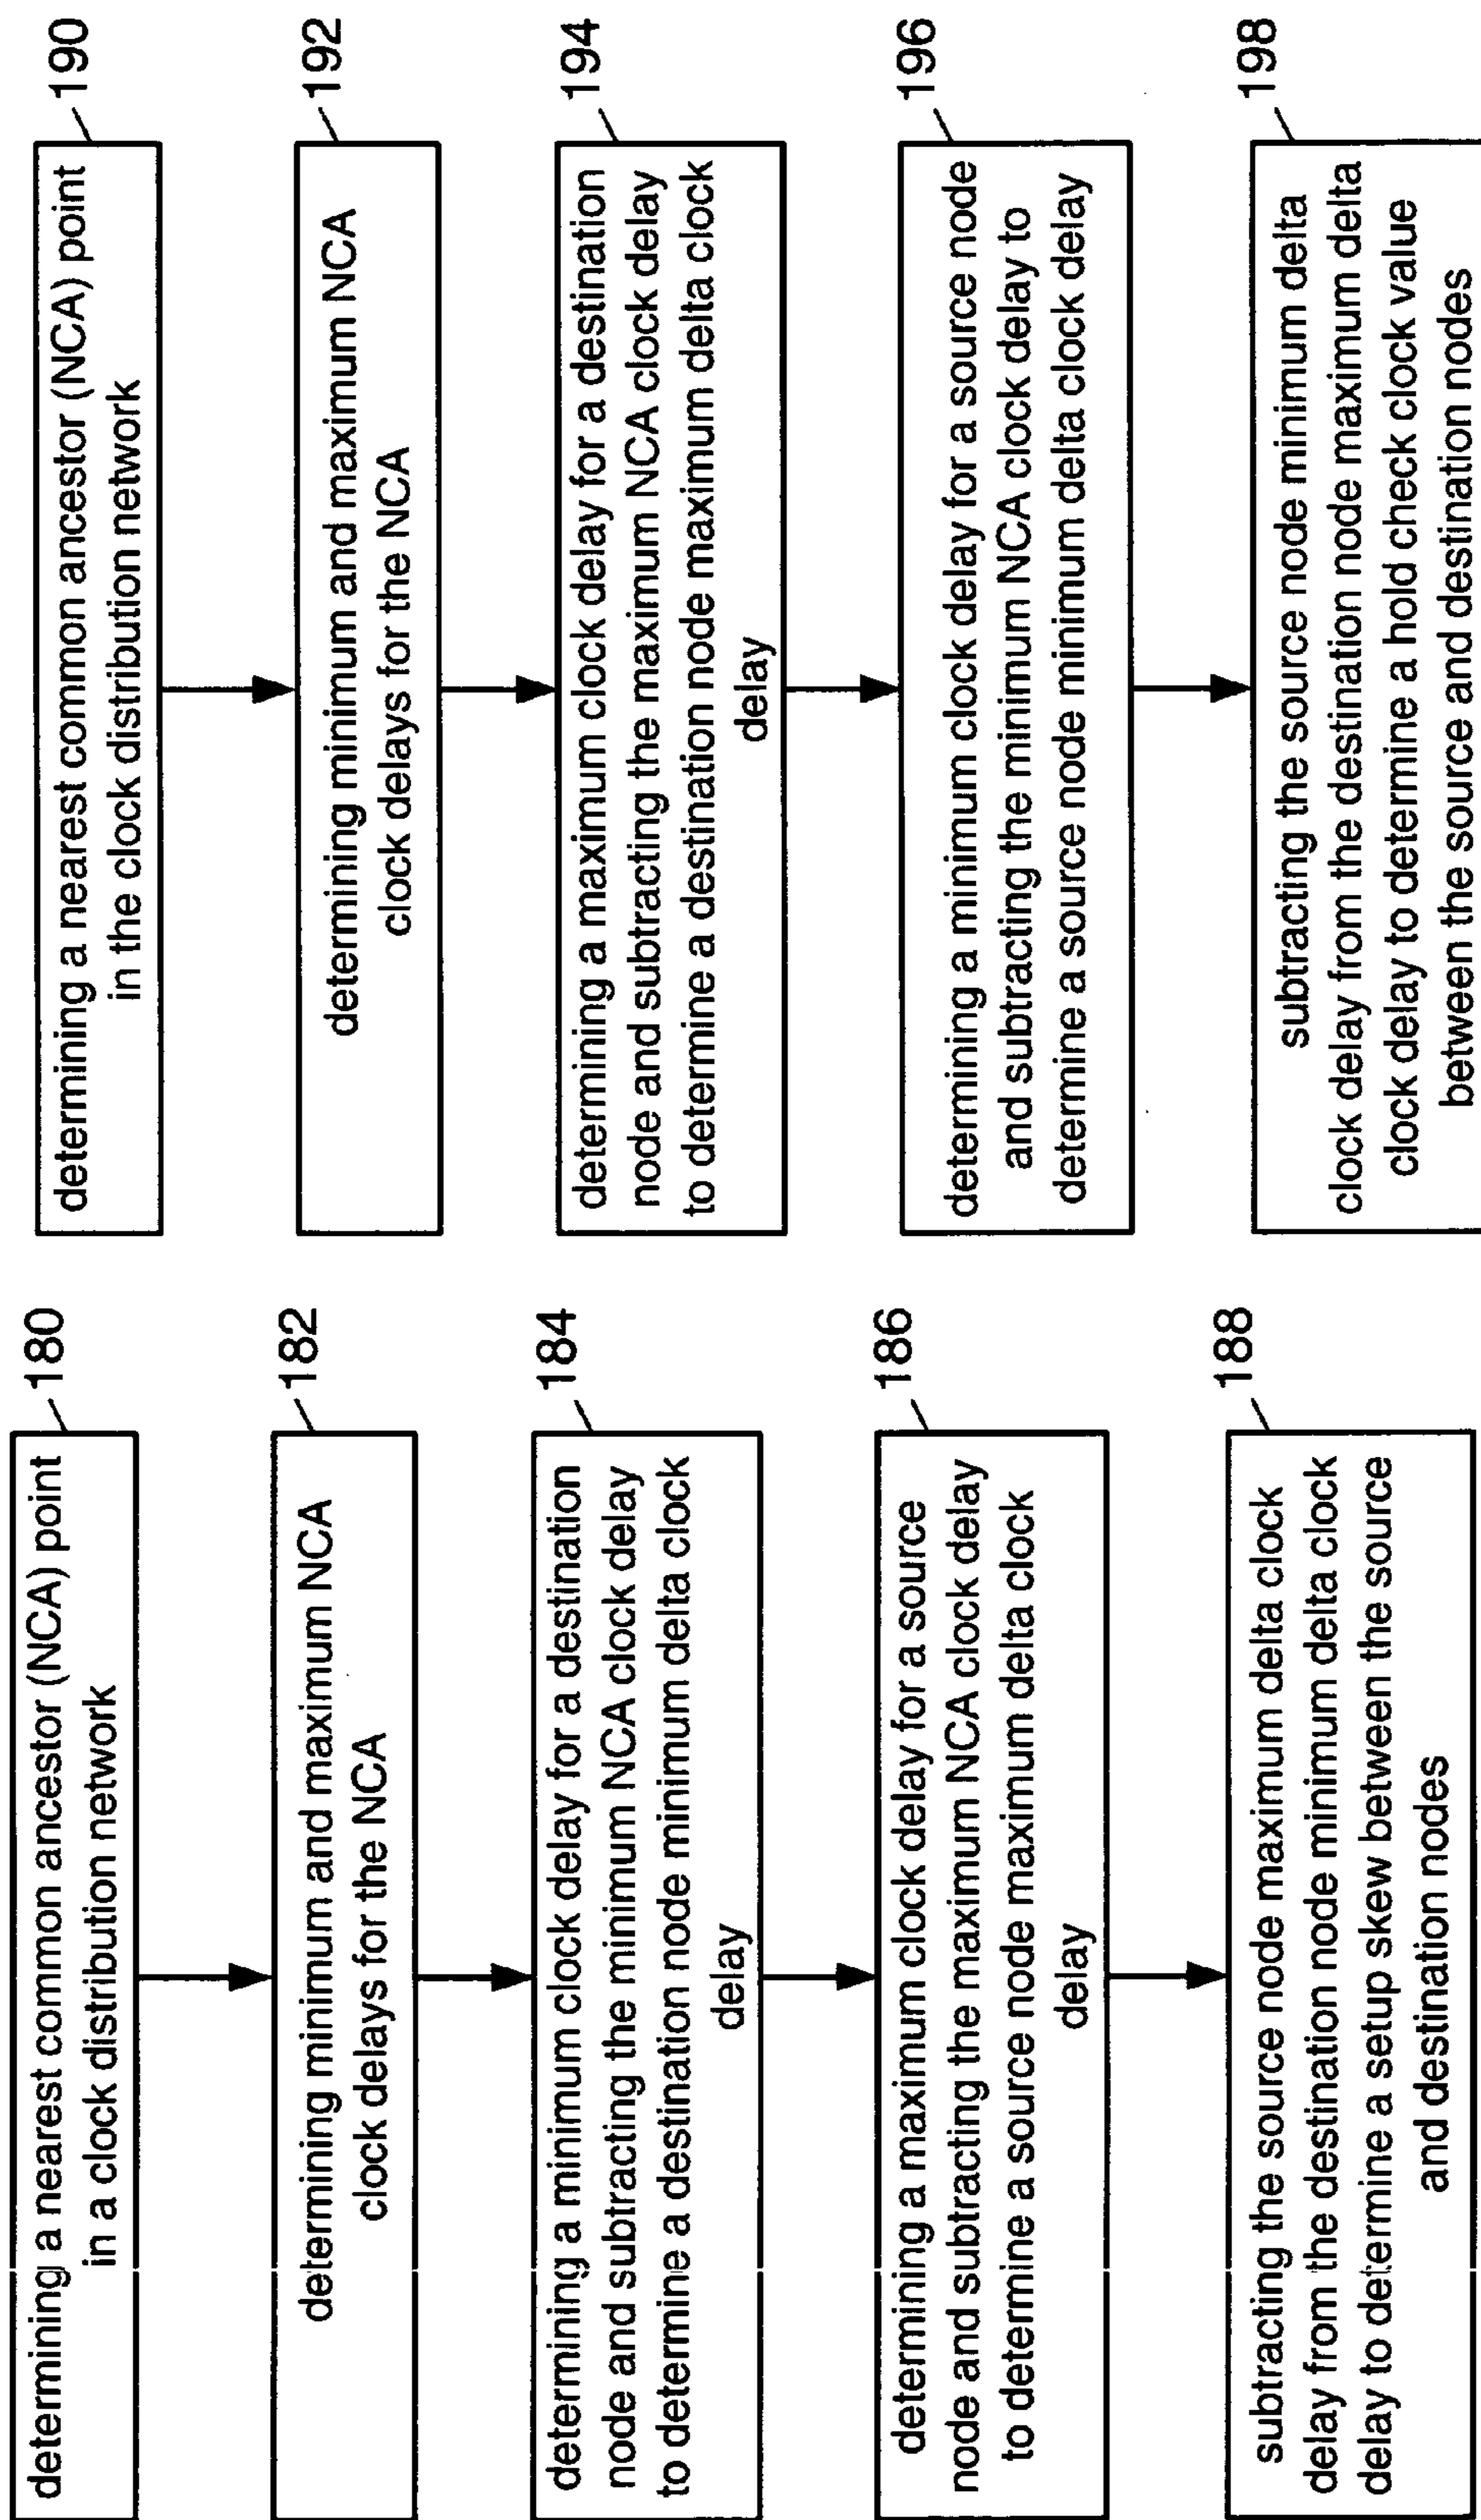 180
determining a nearest common ancestor (NCA) point
in a clock distribution network
182
determining minimum and maximum NCA
clock delays for the NCA
184
determining a minimum clock delay for a destination
node and subtracting the minimum NCA clock delay
to determine a destination node minimum delta clock
delay
186
determining a maximum clock delay for a source
node and subtracting the maximum NCA clock delay
to determine a source node maximum delta clock
delay
188
subtracting the source node maximum delta clock
delay from the destination node minimum delta clock
delay to determine a setup skew between the source
and destination nodes
190
determining a nearest common ancestor (NCA) point
in the clock distribution network
192
determining minimum and maximum NCA
clock delays for the NCA
194
determining a maximum clock delay for a destination
node and subtracting the maximum NCA clock delay
to determine a destination node maximum delta clock
delay
196
determining a minimum clock delay for a source node
and subtracting the minimum NCA clock delay to
determine a source node minimum delta clock delay
198
subtracting the source node minimum delta
clock delay from the destination node maximum delta
clock delay to determine a hold check clock value
between the source and destination nodes